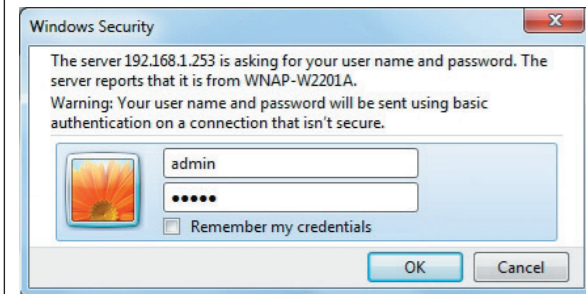 Windows Security
The server 192.168.1.253 is asking for your user name and password. The
server reports that it is from WNAP-W2201A.
Warning: Your user name and password will be sent using basic
authentication on a connection that isn't secure.
admin
•••••
Remember my credentials
OK
Cancel